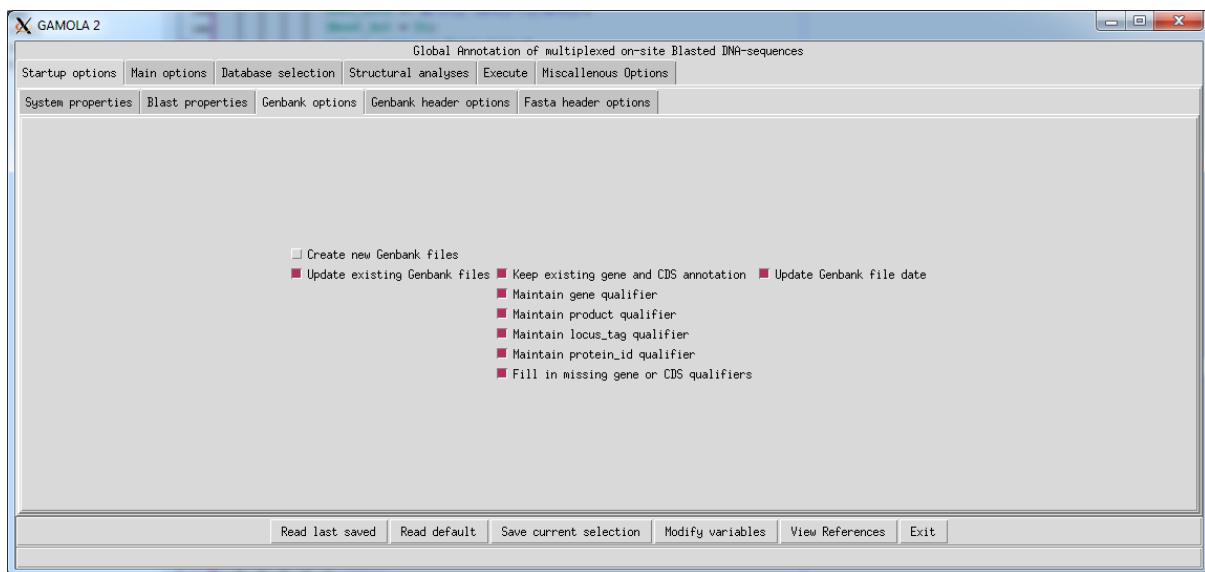 GAMOLA 2
Global Annotation of multiplexed on-site Blasted DNA-sequences
Startup options Main options Database selection Structural analyses Execute Miscallenous Options
System properties Blast properties Genbank options Genbank header options Fasta header options
Create new Genbank files
Update existing Genbank files Keep existing gene and CDS annotation Update Genbank file date
Maintain gene qualifier
Maintain product qualifier
Maintain locus_tag qualifier
Maintain protein_id qualifier
Fill in missing gene or CDS qualifiers
Read last saved Read default Save current selection Modify variables View References Exit